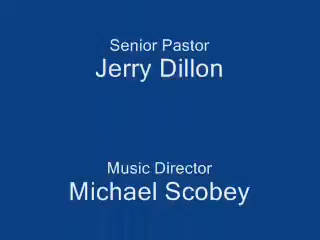 Senior Pastor
Jerry Dillon
Music Director
Michael Scobey